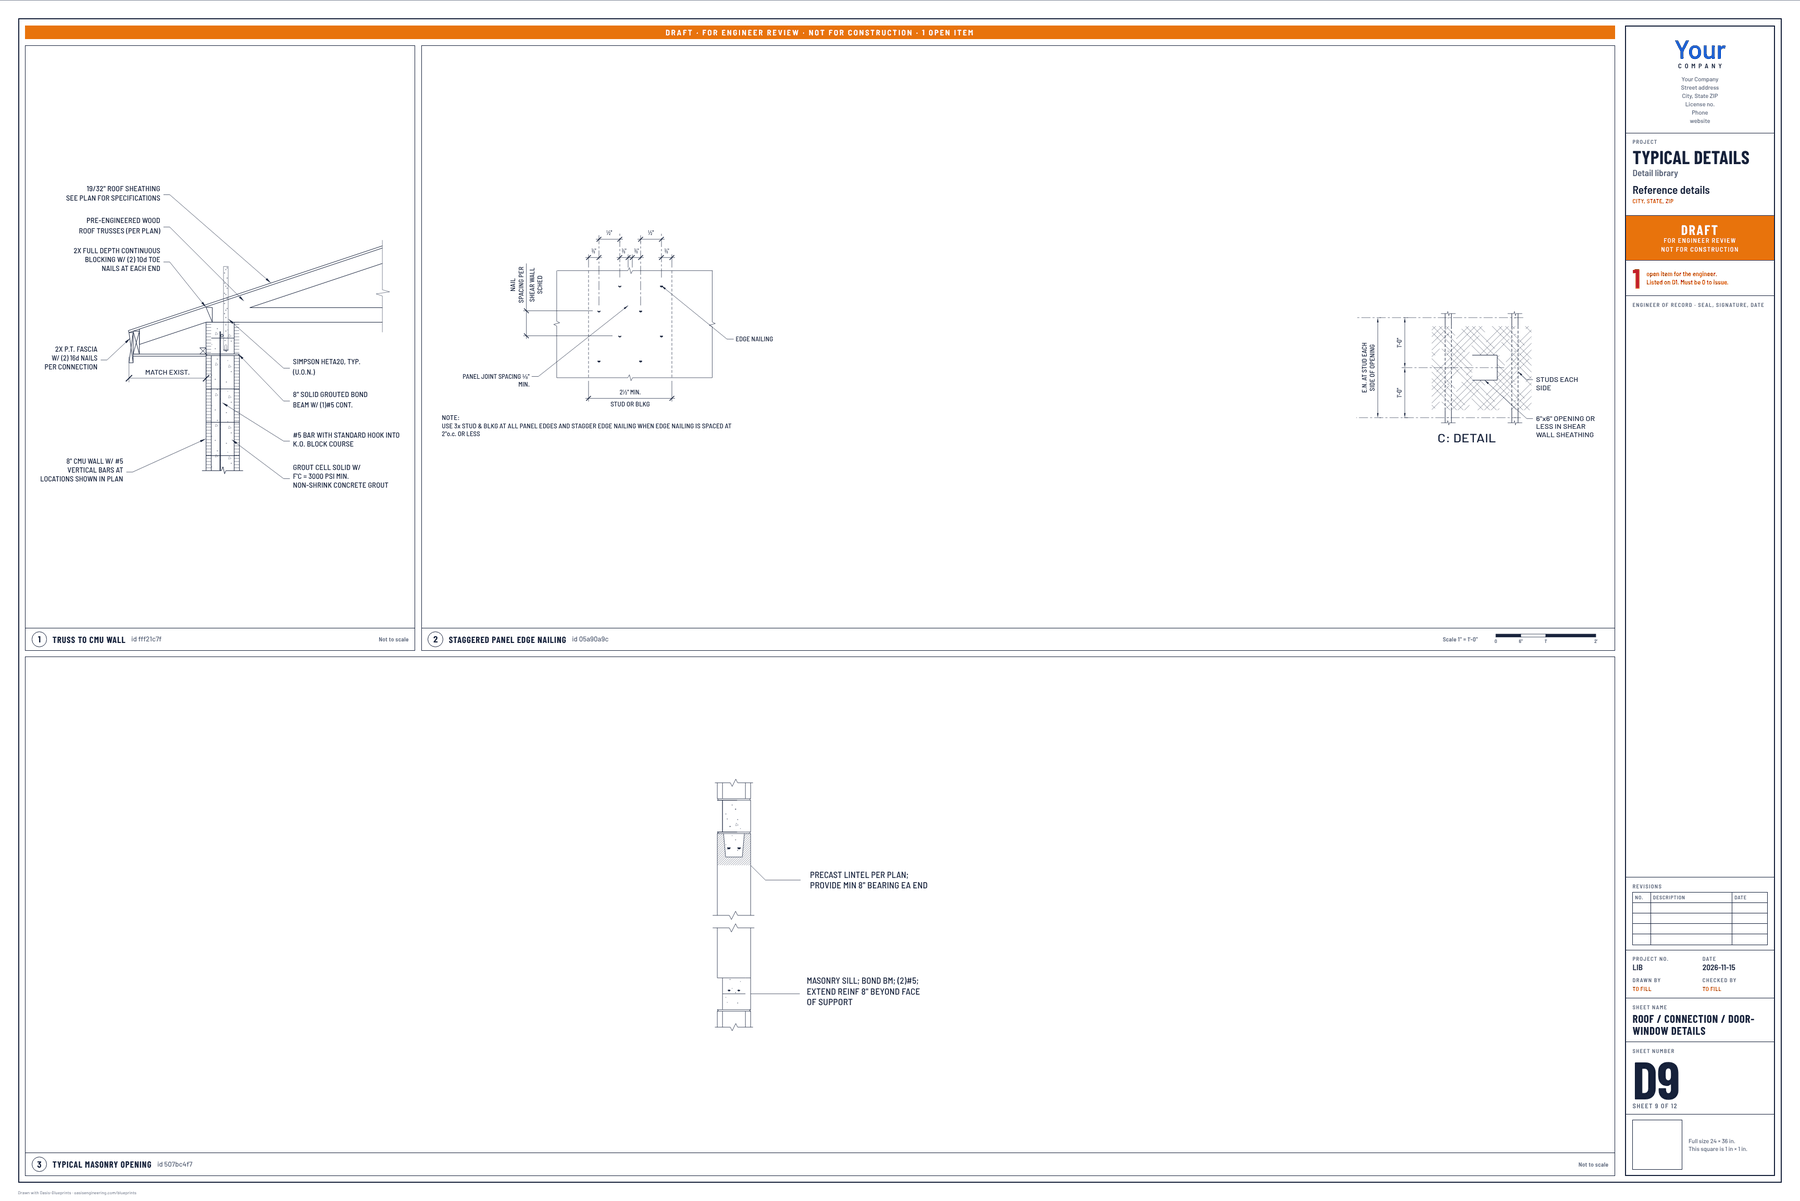 DRAFT · FOR ENGINEER REVIEW · NOT FOR CONSTRUCTION · 1 OPEN ITEM
19/32" ROOF SHEATHING
SEE PLAN FOR SPECIFICATIONS
PRE-ENGINEERED WOOD
ROOF TRUSSES (PER PLAN)
2X FULL DEPTH CONTINUOUS
BLOCKING W/ (2) 10d TOE
NAILS AT EACH END
2X P.T. FASCIA
W/ (2) 16d NAILS
PER CONNECTION
MATCH EXIST.
SIMPSON HETA20, TYP.
(U.O.N.)
8" SOLID GROUTED BOND
BEAM W/ (1)#5 CONT.
#5 BAR WITH STANDARD HOOK INTO
K.O. BLOCK COURSE
8" CMU WALL W/ #5
VERTICAL BARS AT
LOCATIONS SHOWN IN PLAN
GROUT CELL SOLID W/
F'C = 3000 PSI MIN.
NON-SHRINK CONCRETE GROUT
1 TRUSS TO CMU WALL id fff21c7f Not to scale
½" ½"
NAIL
SPACING PER
SHEAR WALL
SCHED
EDGE NAILING
PANEL JOINT SPACING ⅛"
MIN.
2½" MIN.
STUD OR BLKG
NOTE:
USE 3x STUD & BLKG AT ALL PANEL EDGES AND STAGGER EDGE NAILING WHEN EDGE NAILING IS SPACED AT
2"o.c. OR LESS
E.N. AT STUD EACH
SIDE OF OPENING
1'-0"
1'-0"
STUDS EACH
SIDE
6"x6" OPENING OR
LESS IN SHEAR
WALL SHEATHING
C: DETAIL
2 STAGGERED PANEL EDGE NAILING id 05a90a9c Scale 1" = 1'-0"
0 6" 1' 2'
PRECAST LINTEL PER PLAN;
PROVIDE MIN 8" BEARING EA END
MASONRY SILL; BOND BM; (2)#5;
EXTEND REINF 8" BEYOND FACE
OF SUPPORT
3 TYPICAL MASONRY OPENING id 507bc4f7 Not to scale
Your
COMPANY
Your Company
Street address
City, State ZIP
License no.
Phone
website
PROJECT
TYPICAL DETAILS
Detail library
Reference details
CITY, STATE, ZIP
DRAFT
FOR ENGINEER REVIEW
NOT FOR CONSTRUCTION
1 open item for the engineer.
Listed on Q1. Must be 0 to issue.
ENGINEER OF RECORD · SEAL, SIGNATURE, DATE
REVISIONS
NO. DESCRIPTION DATE
PROJECT NO. DATE
LIB 2026-11-15
DRAWN BY CHECKED BY
TO FILL TO FILL
SHEET NAME
ROOF / CONNECTION / DOOR-
WINDOW DETAILS
SHEET NUMBER
D9
SHEET 9 OF 12
Full size 24 × 36 in.
This square is 1 in × 1 in.